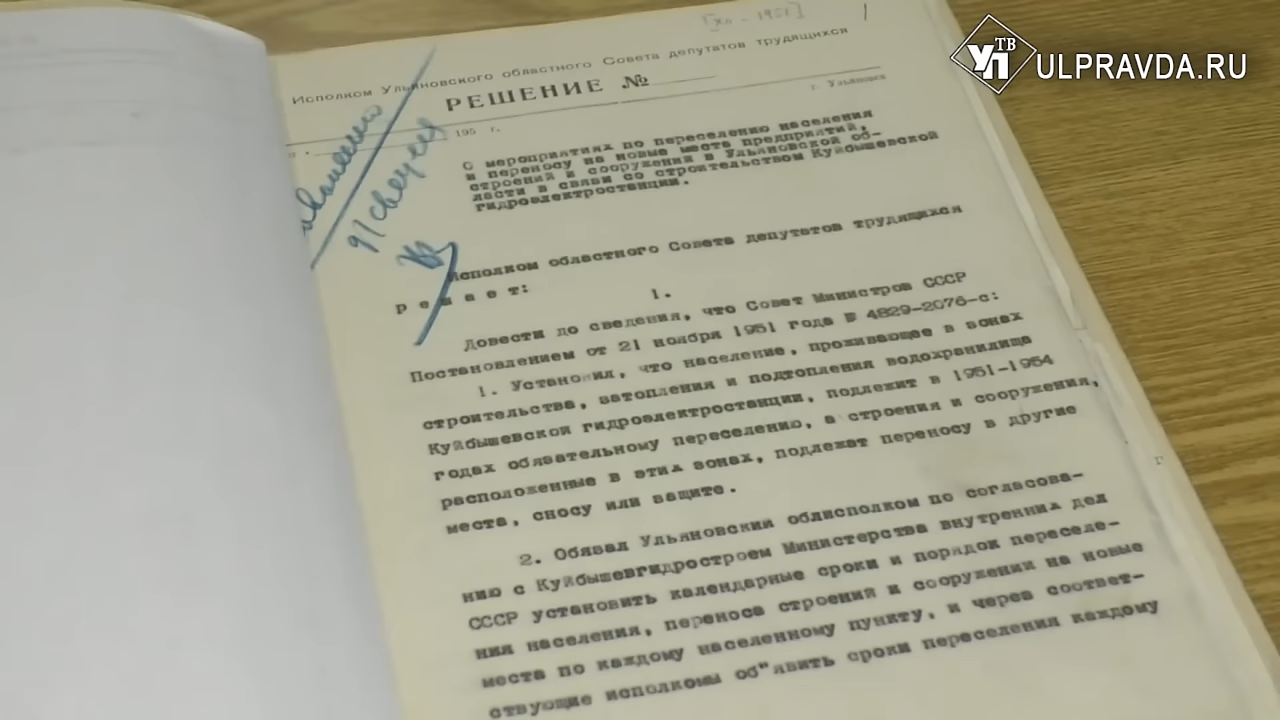 УП ТВ
ULPRAVDA.RU
[XII - 1951]
1
Исполком Ульяновского областного Совета депутатов трудящихся
РЕШЕНИЕ №
195 г.
г. Ульяновск
О мероприятиях по переселению населения
и переносу на новые места предприятий,
строений и сооружений в Ульяновской об-
ласти в связи со строительством Куйбышевской
гидроэлектростанции.
Исполком областного Совета депутатов трудящихся
р е ш а е т:
1.
Довести до сведения, что Совет Министров СССР
Постановлением от 21 ноября 1951 года № 4829-2076-с:
1. Установил, что население, проживающее в зонах
строительства, затопления и подтопления водохранилища
Куйбышевской гидроэлектростанции, подлежит в 1951-1954
годах обязательному переселению, а строения и сооружения,
расположенные в этих зонах, подлежат переносу в другие
места, сносу или защите.
2. Обязал Ульяновский облисполком по согласова-
нию с Куйбышевгидростроем Министерства внутренних дел
СССР установить календарные сроки и порядок переселе-
ния населения, переноса строений и сооружений на новые
места по каждому населенному пункту, и через соответ-
ствующие исполкомы об"явить сроки переселения каждому